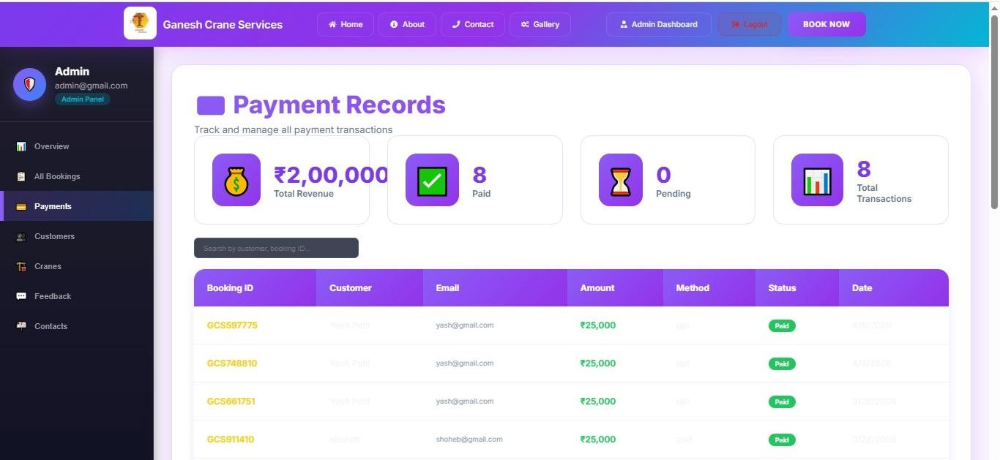 Ganesh Crane Services
Home
About
Contact
Gallery
Admin Dashboard
Logout
BOOK NOW
Admin
admin@gmail.com
Admin Panel
Overview
All Bookings
Payments
Customers
Cranes
Feedback
Contacts
Payment Records
Track and manage all payment transactions
₹2,00,000
Total Revenue
8
Paid
0
Pending
8
Total
Transactions
Search by customer, booking ID...
Booking ID Customer Email Amount Method Status Date
GCS597775 Yash Patil yash@gmail.com ₹25,000 upi Paid 4/6/2026
GCS748810 Yash Patil yash@gmail.com ₹25,000 upi Paid 4/6/2026
GCS661751 Yash Patil yash@gmail.com ₹25,000 upi Paid 3/28/2026
GCS911410 shoheb shoheb@gmail.com ₹25,000 cod Paid 3/28/2026